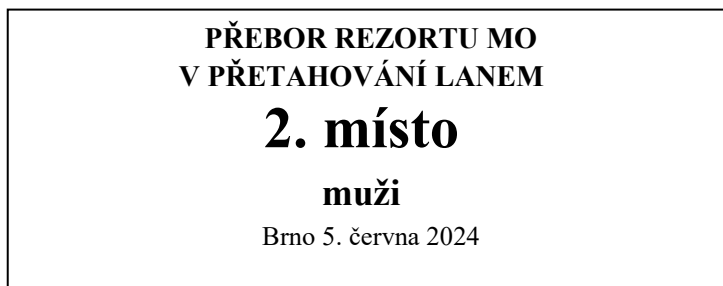 PŘEBOR REZORTU MO
V PŘETAHOVÁNÍ LANEM
2. místo
muži
Brno 5. června 2024